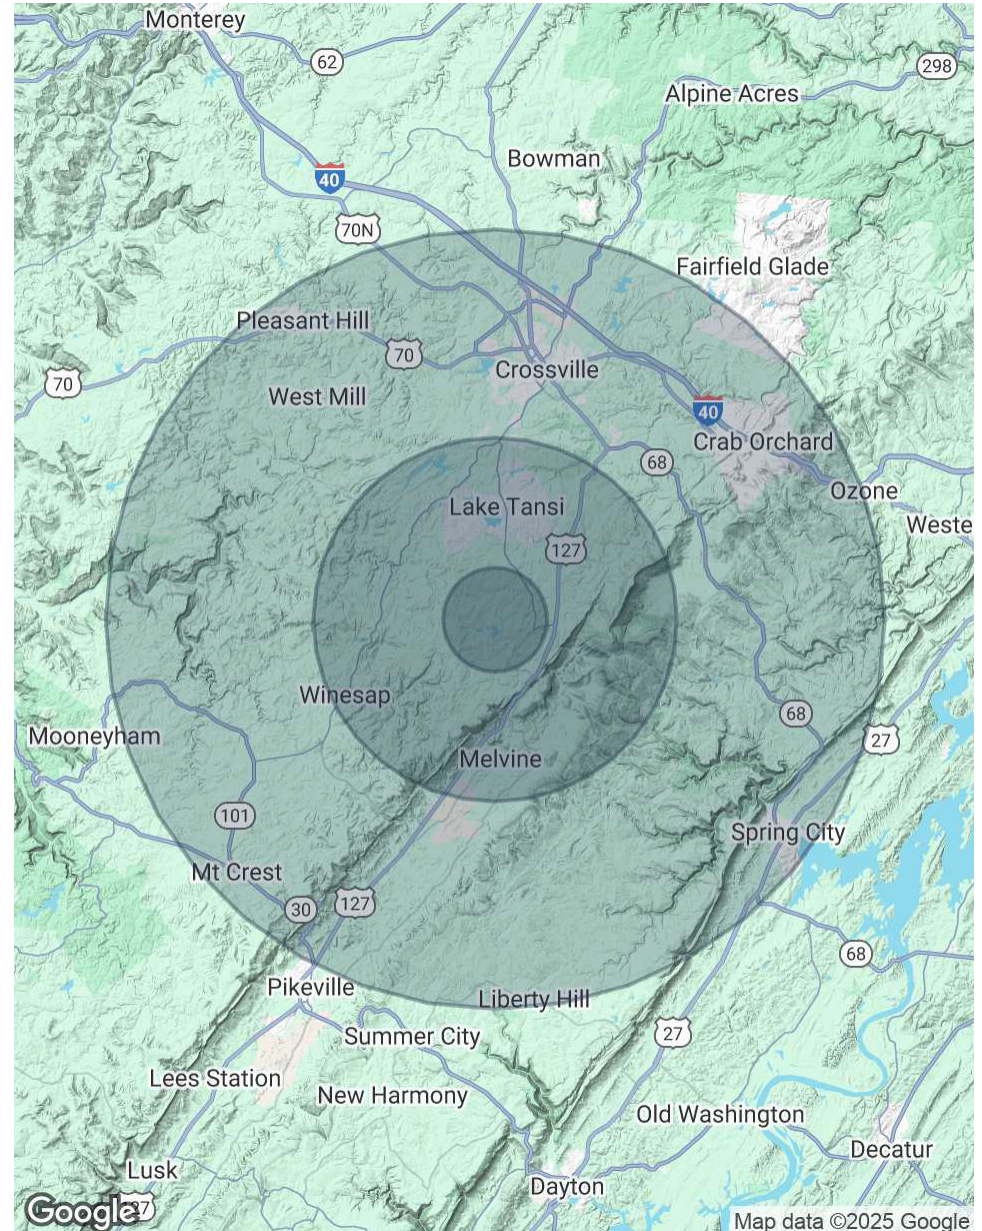 Monterey
62
298
Alpine Acres
Bowman
40
70N
Fairfield Glade
Pleasant Hill
70
70
Crossville
West Mill
40
Crab Orchard
68
Ozone
Lake Tansi
Weste
127
Winesap
68
Mooneyham
27
Melvine
101
Spring City
Mt Crest
127
30
68
Pikeville
Liberty Hill
27
Summer City
Lees Station
New Harmony
Old Washington
Decatur
Lusk
Dayton
Google
27
Map data ©2025 Google